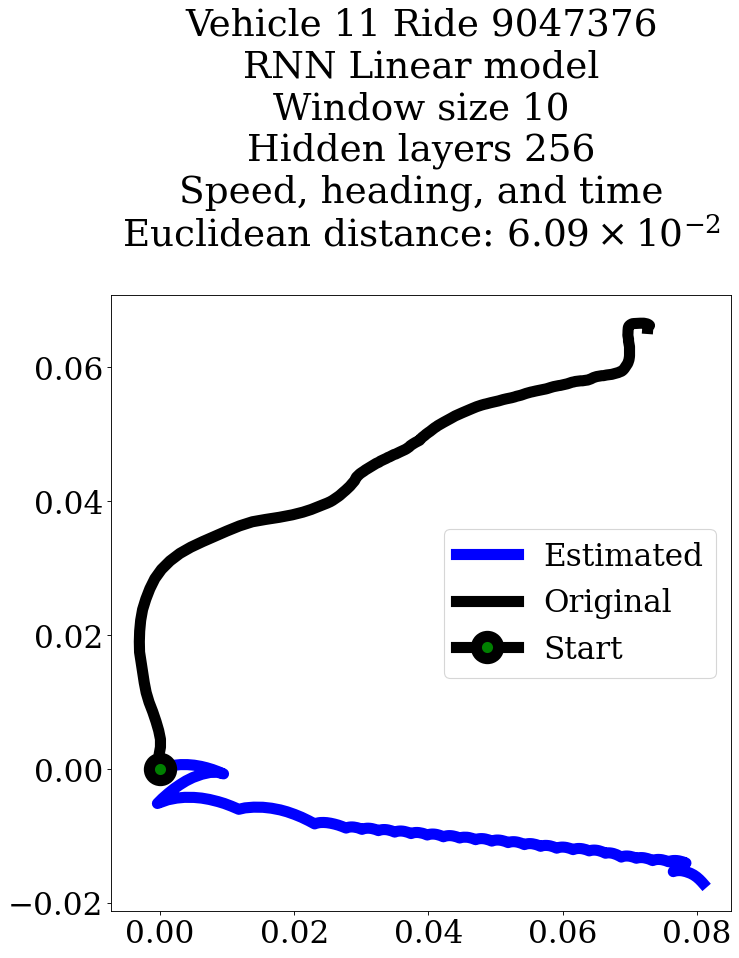 Vehicle 11 Ride 9047376
RNN Linear model
Window size 10
Hidden layers 256
Speed, heading, and time
Euclidean distance: 6.09 × 10⁻²
0.06
0.04
0.02
0.00
−0.02
Estimated
Original
Start
0.00 0.02 0.04 0.06 0.08